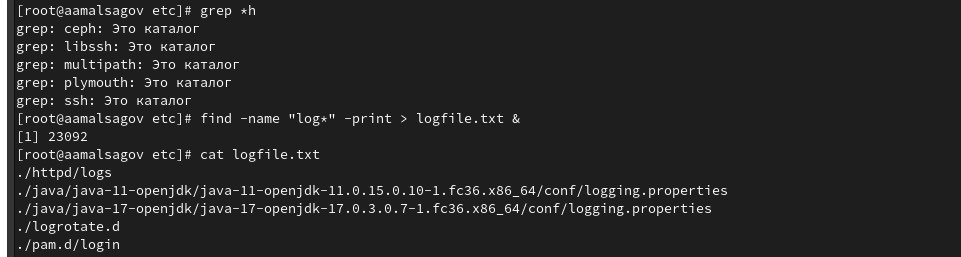 [root@aamalsagov etc]# grep *h
grep: ceph: Это каталог
grep: libssh: Это каталог
grep: multipath: Это каталог
grep: plymouth: Это каталог
grep: ssh: Это каталог
[root@aamalsagov etc]# find -name "log*" -print > logfile.txt &
[1] 23092
[root@aamalsagov etc]# cat logfile.txt
./httpd/logs
./java/java-11-openjdk/java-11-openjdk-11.0.15.0.10-1.fc36.x86_64/conf/logging.properties
./java/java-17-openjdk/java-17-openjdk-17.0.3.0.7-1.fc36.x86_64/conf/logging.properties
./logrotate.d
./pam.d/login